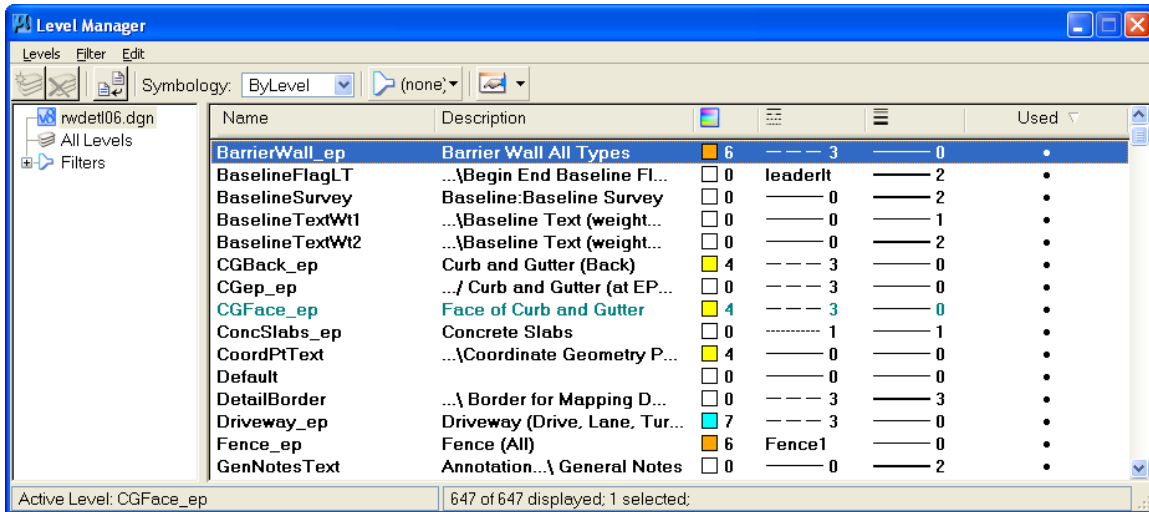 Level Manager
Levels Filter Edit
Symbology: ByLevel (none)
rwdetl06.dgn
All Levels
Filters
Name Description Used
BarrierWall_ep Barrier Wall All Types 6 3 0
BaselineFlagLT ...\Begin End Baseline Fl... 0 leaderlt 2
BaselineSurvey Baseline:Baseline Survey 0 0 2
BaselineTextWt1 ...\Baseline Text (weight... 0 0 1
BaselineTextWt2 ...\Baseline Text (weight... 0 0 2
CGBack_ep Curb and Gutter (Back) 4 3 0
CGep_ep .../ Curb and Gutter (at EP... 0 3 0
CGFace_ep Face of Curb and Gutter 4 3 0
ConcSlabs_ep Concrete Slabs 0 1 1
CoordPtText ...\Coordinate Geometry P... 4 0 0
Default 0 0 0
DetailBorder ...\ Border for Mapping D... 0 3 3
Driveway_ep Driveway (Drive, Lane, Tur... 7 3 0
Fence_ep Fence (All) 6 Fence1 0
GenNotesText Annotation...\ General Notes 0 0 2
Active Level: CGFace_ep 647 of 647 displayed; 1 selected;